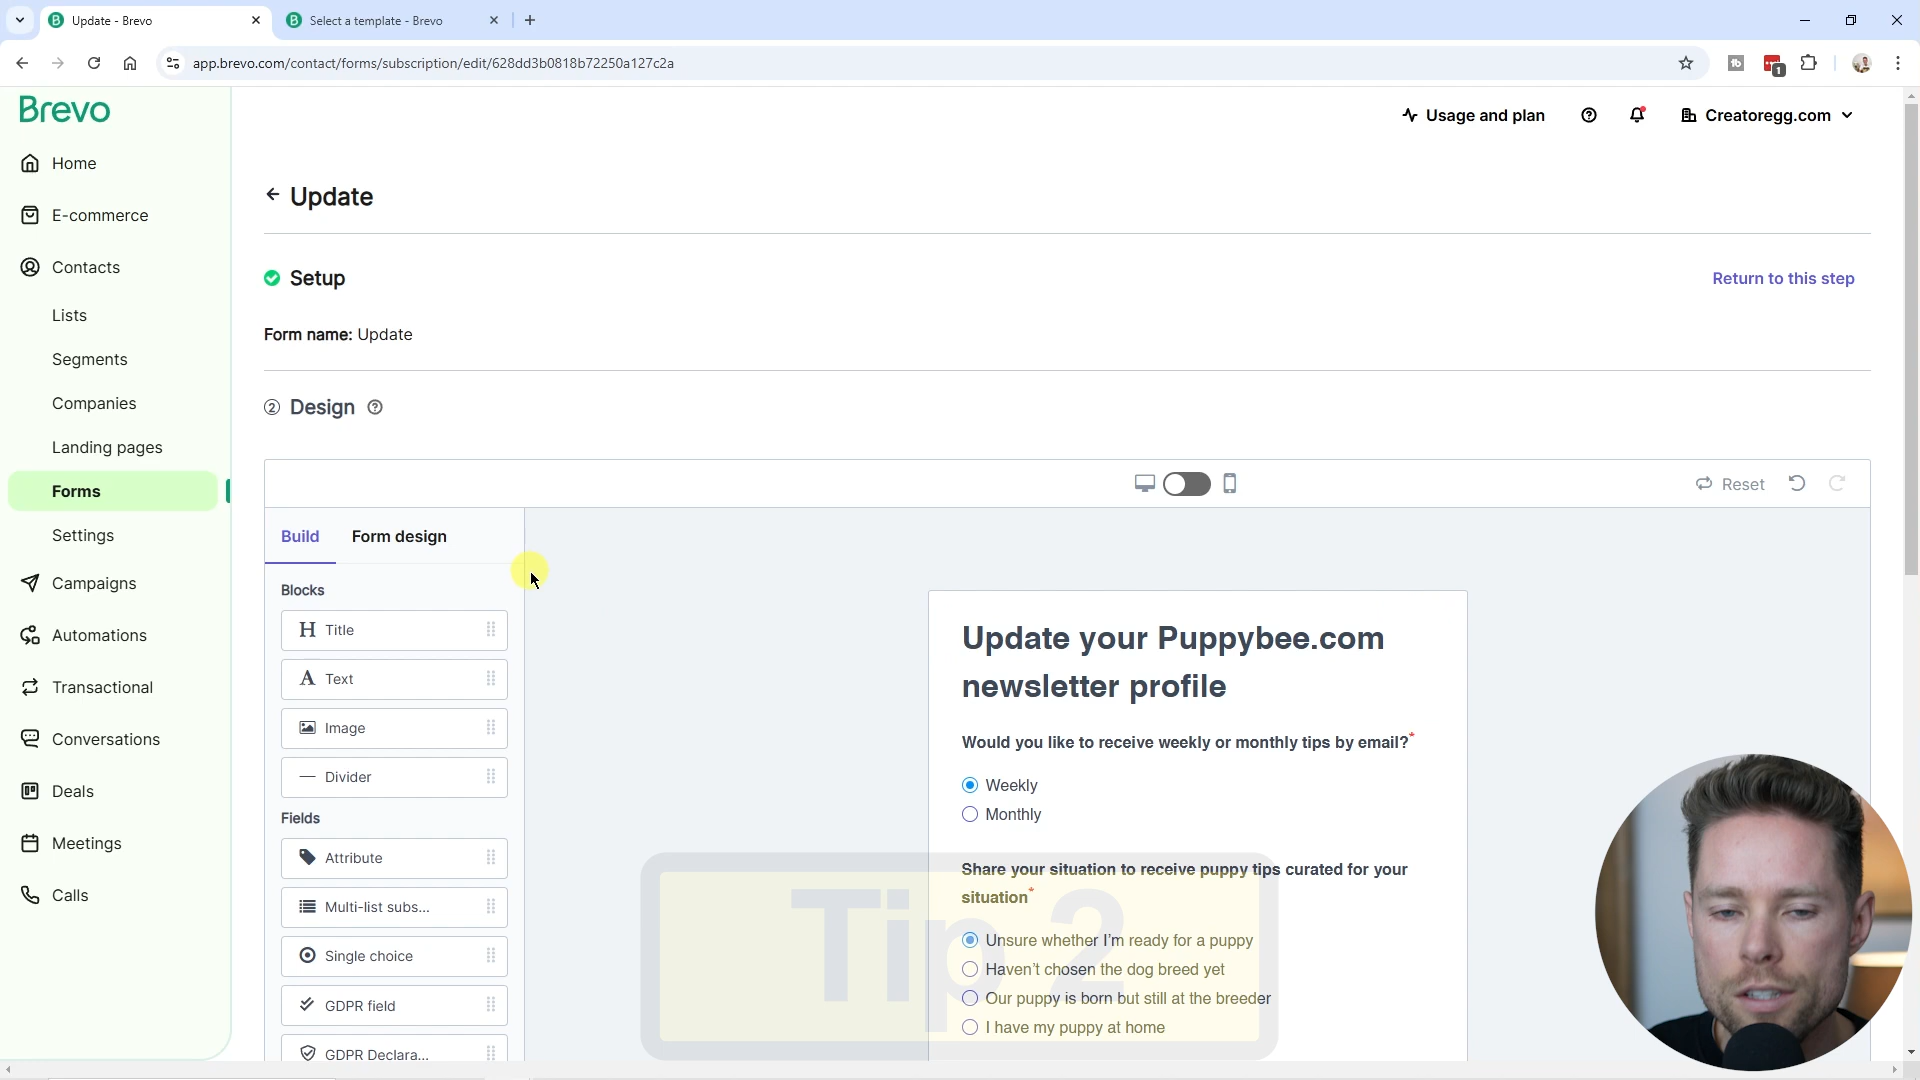 Update - Brevo
Select a template - Brevo
app.brevo.com/contact/forms/subscription/edit/628dd3b0818b72250a127c2a
1
Brevo
Usage and plan
Creatoregg.com
Home
E-commerce
Contacts
Lists
Segments
Companies
Landing pages
Forms
Settings
Campaigns
Automations
Transactional
Conversations
Deals
Meetings
Calls
Update
Setup
Return to this step
Form name: Update
2 Design
Reset
Build
Form design
Blocks
Title
Text
Image
Divider
Fields
Attribute
Multi-list subs...
Single choice
GDPR field
GDPR Declara...
Update your Puppybee.com
newsletter profile
Would you like to receive weekly or monthly tips by email?*
Weekly
Monthly
Share your situation to receive puppy tips curated for your
situation*
Unsure whether I'm ready for a puppy
Haven't chosen the dog breed yet
Our puppy is born but still at the breeder
I have my puppy at home
Tip 2